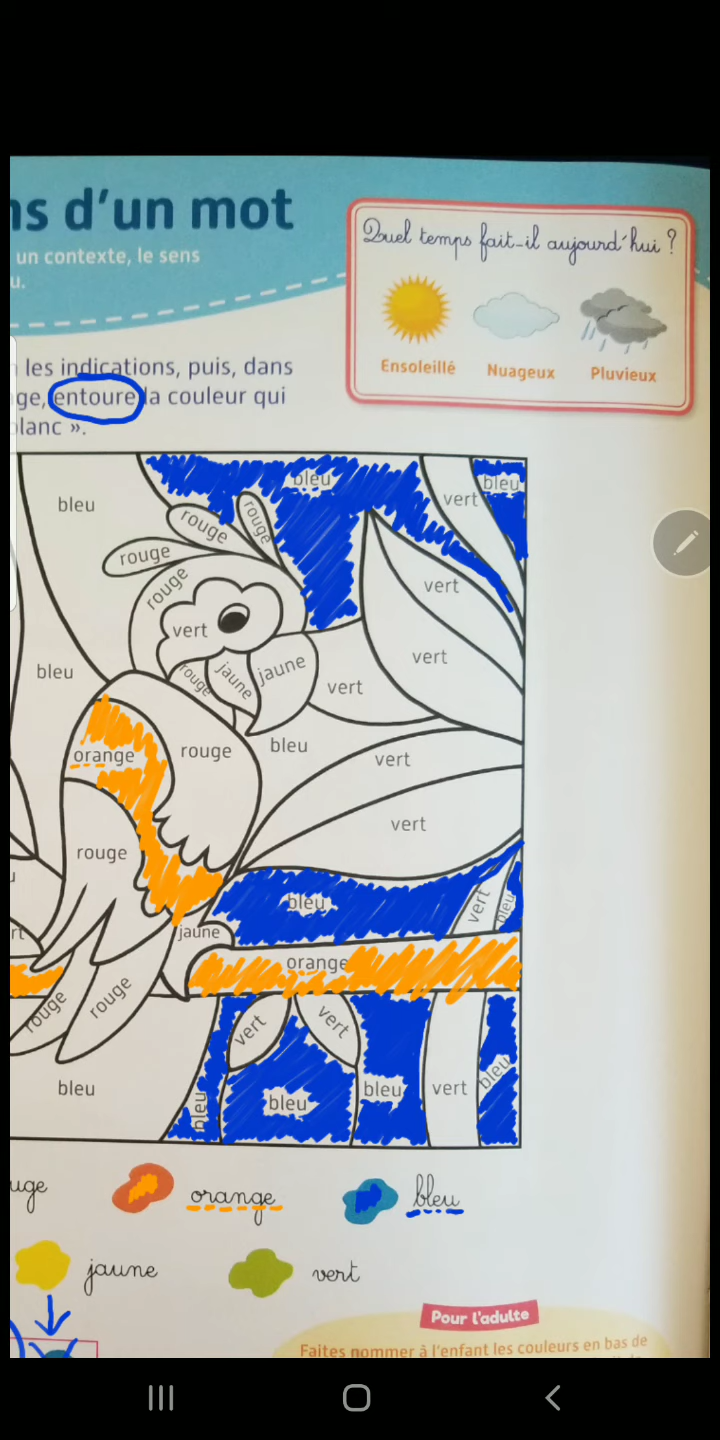 ns d'un mot
un contexte, le sens
u.
Quel temps fait-il aujourd'hui ?
Ensoleillé Nuageux Pluvieux
les indications, puis, dans
ge, entoure la couleur qui
blanc ».
bleu
bleu
vert
bleu
rouge
rouge
rouge
rouge
vert
vert
vert
bleu
rouge
jaune
jaune
vert
orange
rouge
bleu
vert
vert
rouge
bleu
vert
bleu
rt
jaune
orange
rouge
rouge
vert
vert
bleu
bleu
bleu
bleu
vert
bleu
uge
orange
bleu
jaune
vert
Pour l'adulte
Faites nommer à l'enfant les couleurs en bas de